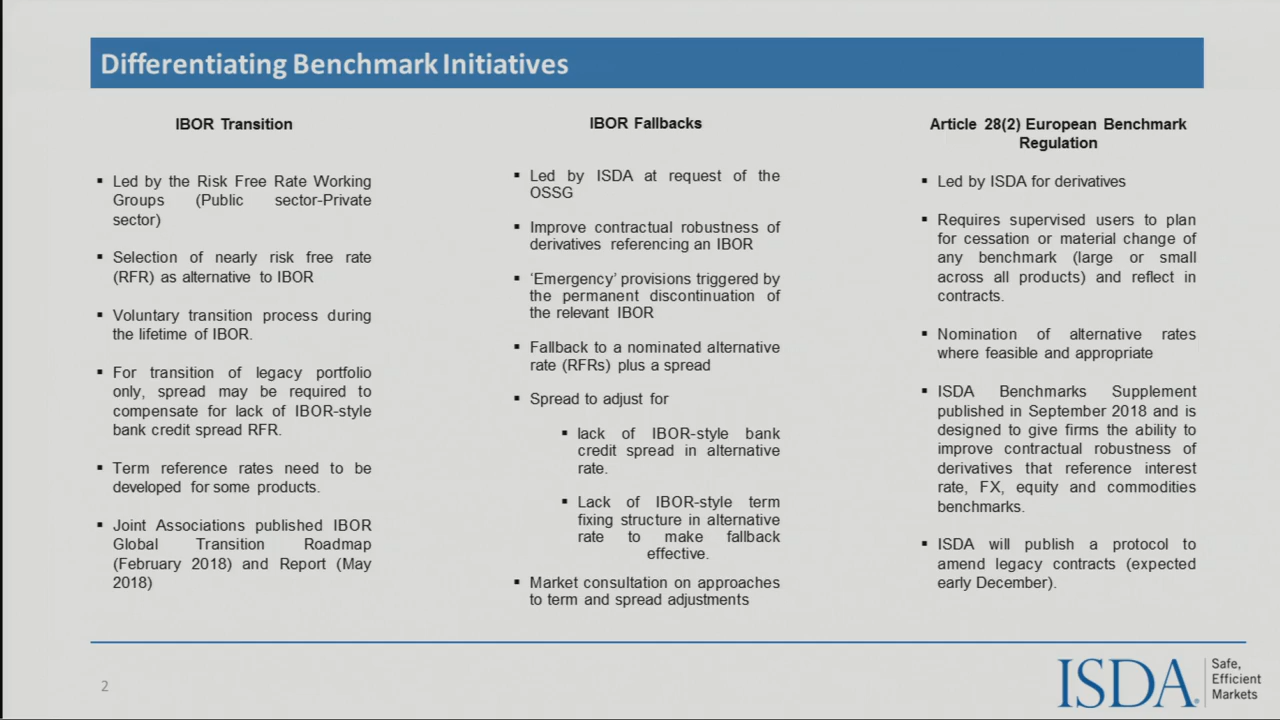 Differentiating Benchmark Initiatives
IBOR Transition
▪ Led by the Risk Free Rate Working
Groups (Public sector-Private
sector)
▪ Selection of nearly risk free rate
(RFR) as alternative to IBOR
▪ Voluntary transition process during
the lifetime of IBOR.
▪ For transition of legacy portfolio
only, spread may be required to
compensate for lack of IBOR-style
bank credit spread RFR.
▪ Term reference rates need to be
developed for some products.
▪ Joint Associations published IBOR
Global Transition Roadmap
(February 2018) and Report (May
2018)
IBOR Fallbacks
▪ Led by ISDA at request of the
OSSG
▪ Improve contractual robustness of
derivatives referencing an IBOR
▪ ‘Emergency’ provisions triggered by
the permanent discontinuation of
the relevant IBOR
▪ Fallback to a nominated alternative
rate (RFRs) plus a spread
▪ Spread to adjust for
▪ lack of IBOR-style bank
credit spread in alternative
rate.
▪ Lack of IBOR-style term
fixing structure in alternative
rate to make fallback
effective.
▪ Market consultation on approaches
to term and spread adjustments
Article 28(2) European Benchmark
Regulation
▪ Led by ISDA for derivatives
▪ Requires supervised users to plan
for cessation or material change of
any benchmark (large or small
across all products) and reflect in
contracts.
▪ Nomination of alternative rates
where feasible and appropriate
▪ ISDA Benchmarks Supplement
published in September 2018 and is
designed to give firms the ability to
improve contractual robustness of
derivatives that reference interest
rate, FX, equity and commodities
benchmarks.
▪ ISDA will publish a protocol to
amend legacy contracts (expected
early December).
2
ISDA®
Safe,
Efficient
Markets